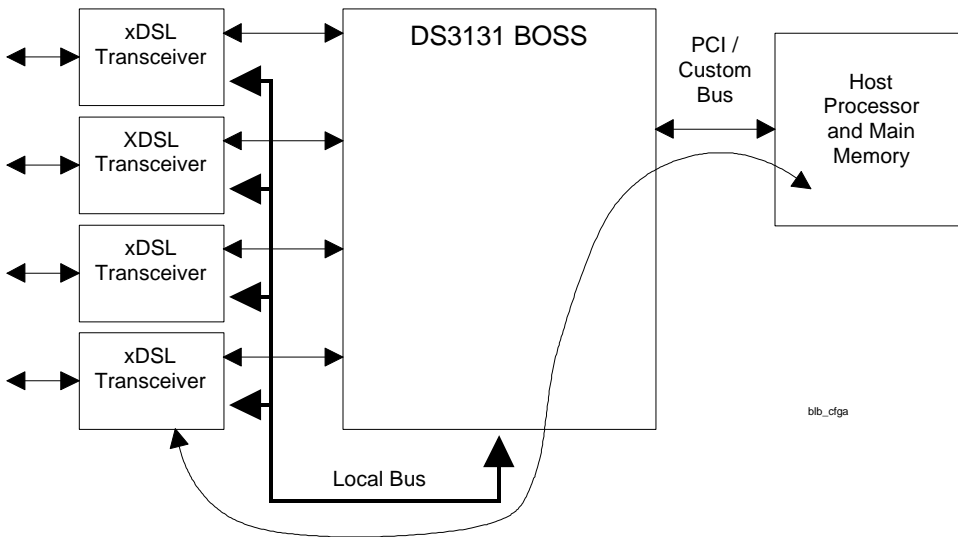 xDSL
Transceiver
XDSL
Transceiver
xDSL
Transceiver
xDSL
Transceiver
DS3131 BOSS
PCI /
Custom
Bus
Host
Processor
and Main
Memory
blb_cfga
Local Bus